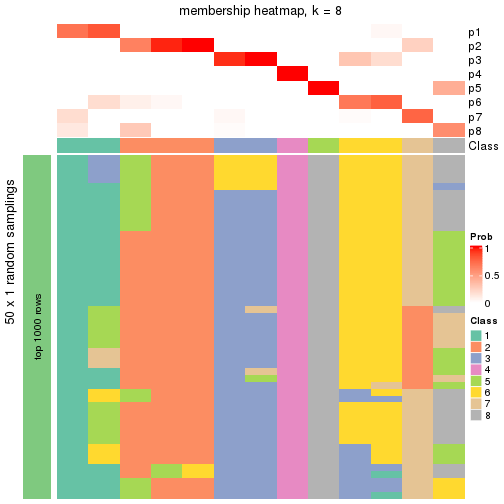 membership heatmap, k = 8
p1
p2
p3
p4
p5
p6
p7
p8
Class
50 x 1 random samplings
top 1000 rows
Prob
1
0.5
0
Class
1
2
3
4
5
6
7
8